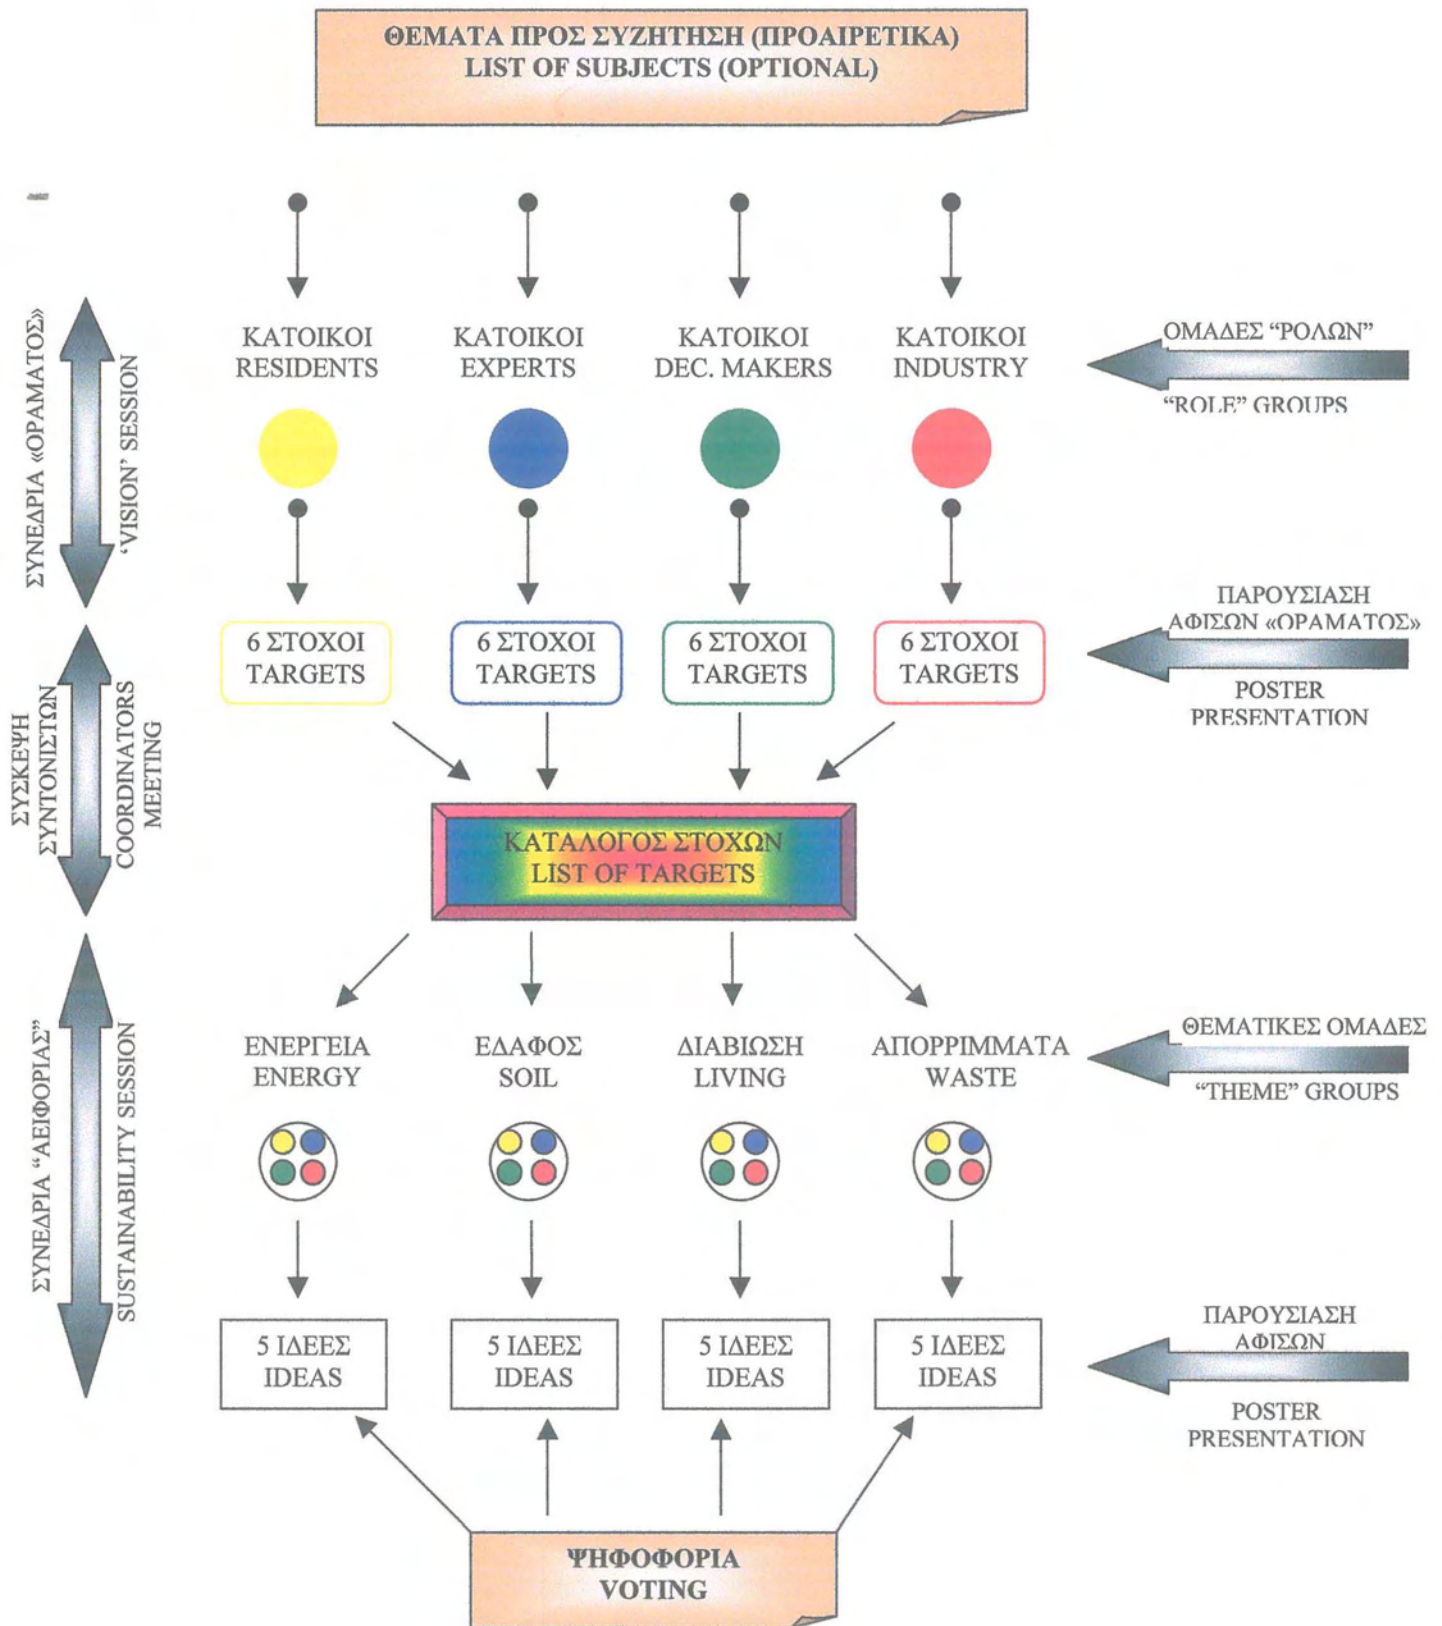 ΘΕΜΑΤΑ ΠΡΟΣ ΣΥΖΗΤΗΣΗ (ΠΡΟΑΙΡΕΤΙΚΑ)
LIST OF SUBJECTS (OPTIONAL)
ΣΥΝΕΔΡΙΑ «ΟΡΑΜΑΤΟΣ»
‘VISION’ SESSION
ΚΑΤΟΙΚΟΙ
RESIDENTS
ΚΑΤΟΙΚΟΙ
EXPERTS
ΚΑΤΟΙΚΟΙ
DEC. MAKERS
ΚΑΤΟΙΚΟΙ
INDUSTRY
ΟΜΑΔΕΣ “ΡΟΛΩΝ”
“ROLE” GROUPS
6 ΣΤΟΧΟΙ
TARGETS
6 ΣΤΟΧΟΙ
TARGETS
6 ΣΤΟΧΟΙ
TARGETS
6 ΣΤΟΧΟΙ
TARGETS
ΠΑΡΟΥΣΙΑΣΗ
ΑΦΙΣΩΝ «ΟΡΑΜΑΤΟΣ»
POSTER
PRESENTATION
ΣΥΣΚΕΨΗ
ΣΥΝΤΟΝΙΣΤΩΝ
COORDINATORS
MEETING
ΚΑΤΑΛΟΓΟΣ ΣΤΟΧΩΝ
LIST OF TARGETS
ΣΥΝΕΔΡΙΑ “ΑΕΙΦΟΡΙΑΣ”
SUSTAINABILITY SESSION
ΕΝΕΡΓΕΙΑ
ENERGY
ΕΔΑΦΟΣ
SOIL
ΔΙΑΒΙΩΣΗ
LIVING
ΑΠΟΡΡΙΜΜΑΤΑ
WASTE
ΘΕΜΑΤΙΚΕΣ ΟΜΑΔΕΣ
“THEME” GROUPS
5 ΙΔΕΕΣ
IDEAS
5 ΙΔΕΕΣ
IDEAS
5 ΙΔΕΕΣ
IDEAS
5 ΙΔΕΕΣ
IDEAS
ΠΑΡΟΥΣΙΑΣΗ
ΑΦΙΣΩΝ
POSTER
PRESENTATION
ΨΗΦΟΦΟΡΙΑ
VOTING